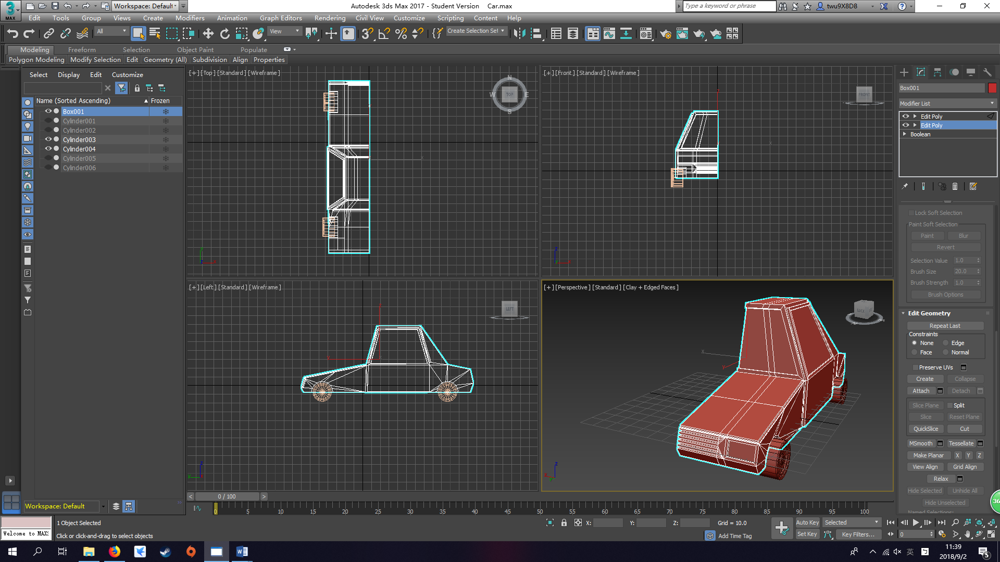 Workspace: Default
Autodesk 3ds Max 2017 - Student Version    Car.max
Type a keyword or phrase
twu9X8D8
3
MAX
Edit Tools Group Views Create Modifiers Animation Graph Editors Rendering Civil View Customize Scripting Content Help
All
View
Create Selection Set
Modeling Freeform Selection Object Paint Populate
Polygon Modeling Modify Selection Edit Geometry (All) Subdivision Align Properties
Select Display Edit Customize
Name (Sorted Ascending) Frozen
Box001
Cylinder001
Cylinder002
Cylinder003
Cylinder004
Cylinder005
Cylinder006
[+] [Top] [Standard] [Wireframe]
N
W TOP E
S
[+] [Front] [Standard] [Wireframe]
FRONT
[+] [Left] [Standard] [Wireframe]
LEFT
[+] [Perspective] [Standard] [Clay + Edged Faces]
Box001
Modifier List
Edit Poly
Edit Poly
Boolean
Lock Soft Selection
Paint Soft Selection
Paint Blur
Revert
Selection Value 1.0
Brush Size 20.0
Brush Strength 1.0
Brush Options
Edit Geometry
Repeat Last
Constraints
None Edge
Face Normal
Preserve UVs
Create Collapse
Attach Detach
Slice Plane Split
Slice Reset Plane
QuickSlice Cut
MSmooth Tessellate
Make Planar X Y Z
View Align Grid Align
Relax
Hide Selected Unhide All
Hide Unselected
Named Selections:
36
Workspace: Default
< 0 / 100 >
0 5 10 15 20 25 30 35 40 45 50 55 60 65 70 75 80 85 90 95 100
Welcome to MAX:
1 Object Selected
Click or click-and-drag to select objects
X: Y: Z: Grid = 10.0
Add Time Tag
Auto Key Selected
Set Key Key Filters...
0
英
11:39
2018/9/2
5